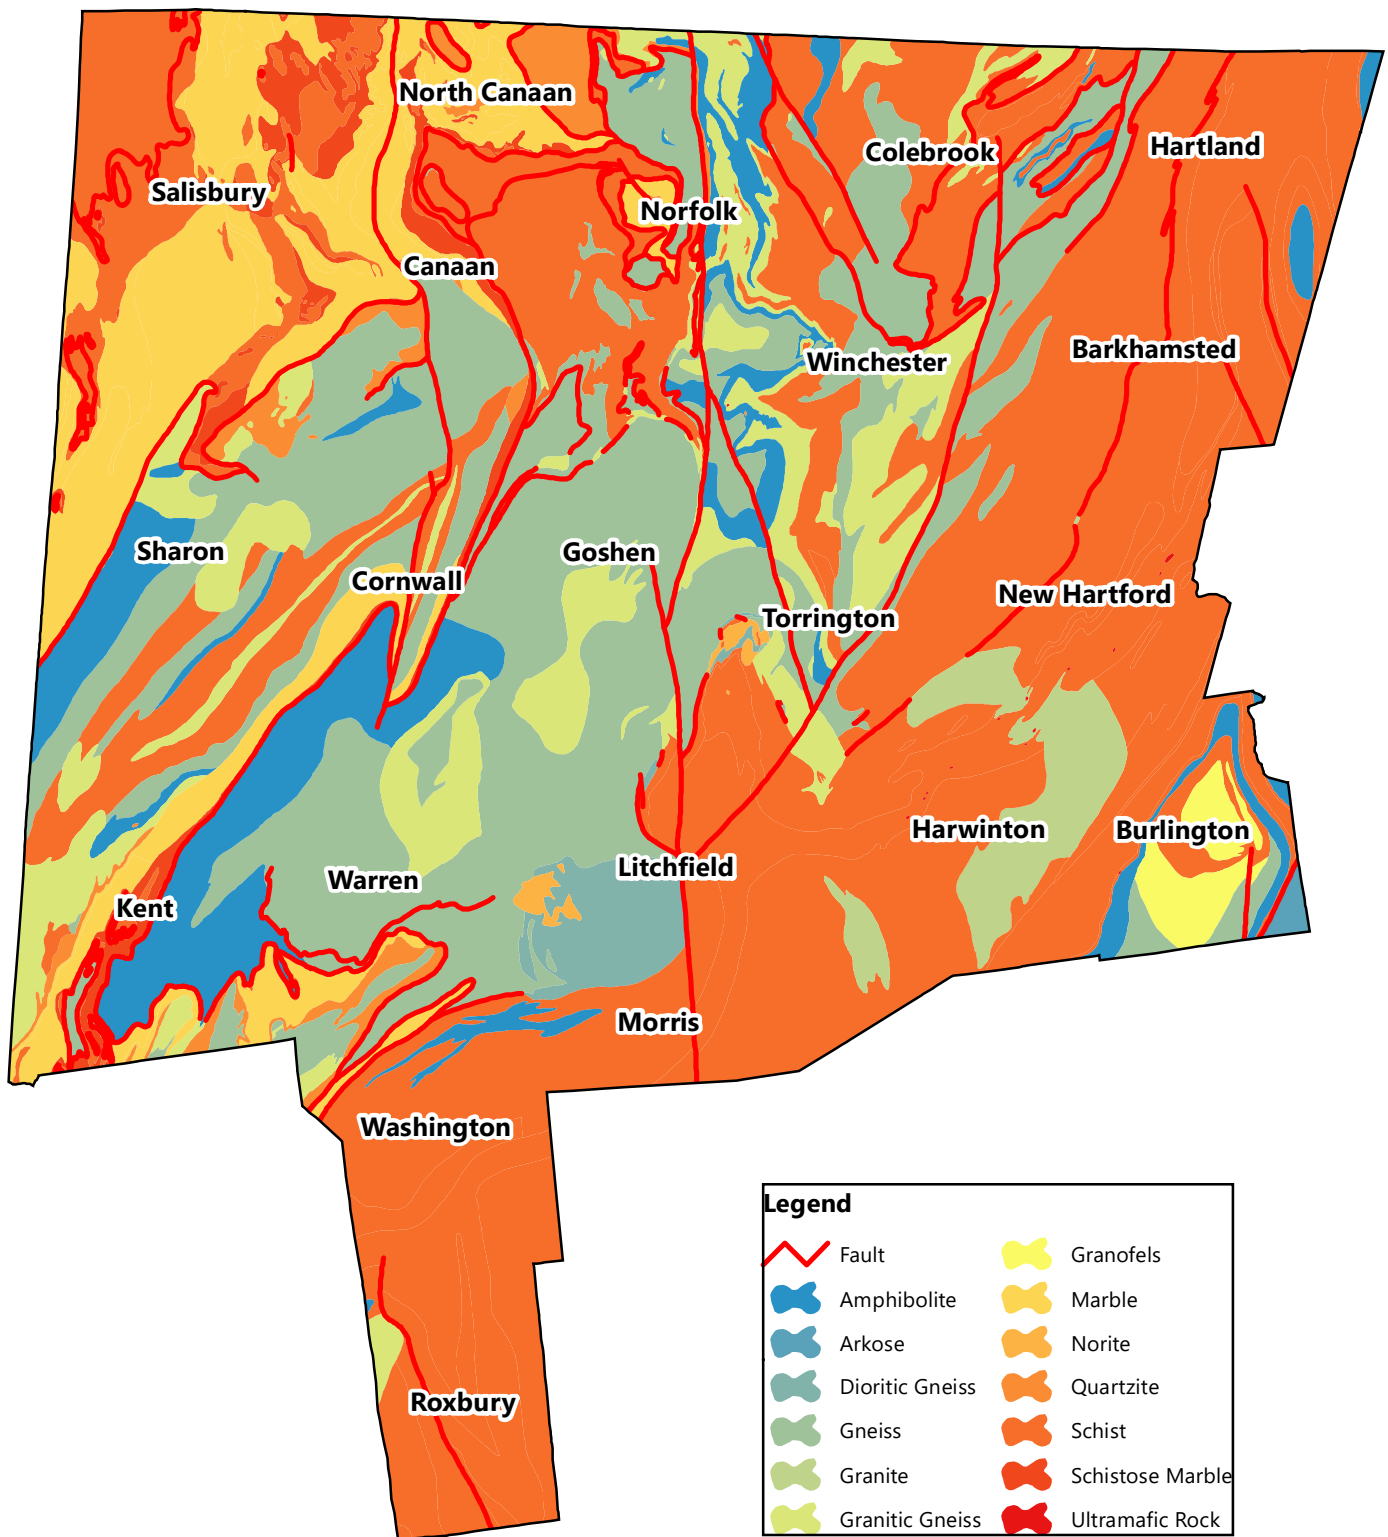 North Canaan
Colebrook
Hartland
Salisbury
Norfolk
Canaan
Winchester
Barkhamsted
Sharon
Goshen
Cornwall
New Hartford
Torrington
Harwinton
Burlington
Litchfield
Warren
Kent
Morris
Washington
Roxbury
Legend
Fault
Amphibolite
Arkose
Dioritic Gneiss
Gneiss
Granite
Granitic Gneiss
Granofels
Marble
Norite
Quartzite
Schist
Schistose Marble
Ultramafic Rock